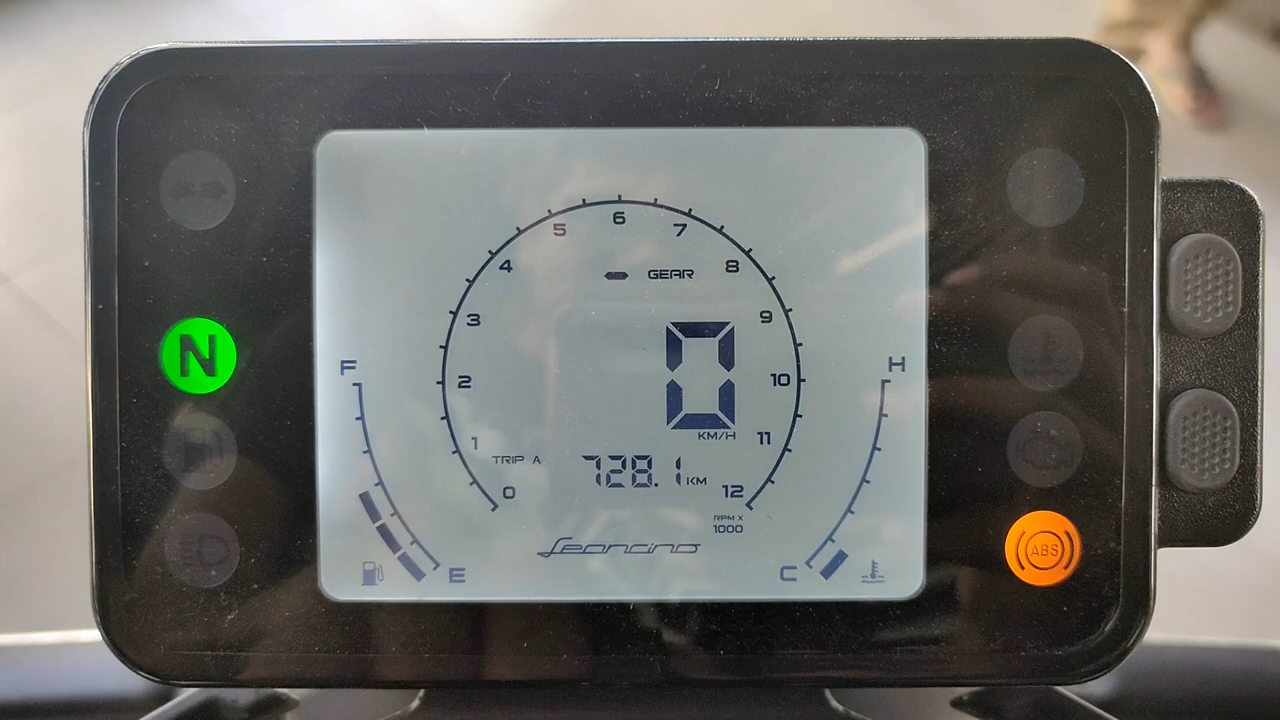 6
5 7
4 GEAR 8
3 9
N
0
F H
2 10
KM/H
1 11
TRIP A 728.1 KM
0 12
RPM X
1000
Leoncino
ABS
E C